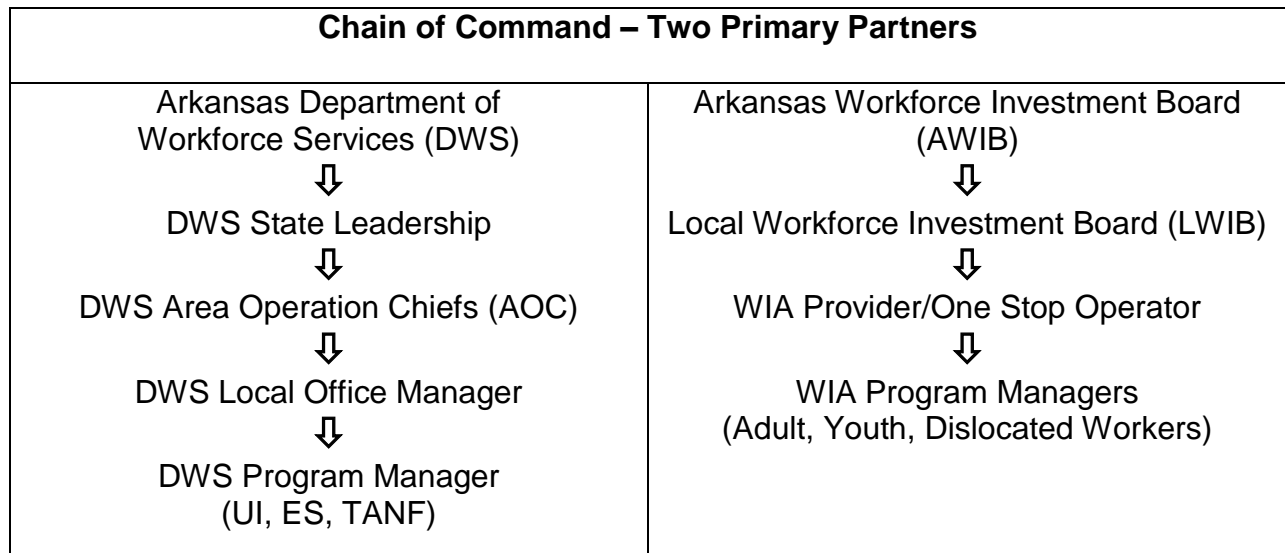 Chain of Command – Two Primary Partners
Arkansas Department of
Workforce Services (DWS)
⇩
DWS State Leadership
⇩
DWS Area Operation Chiefs (AOC)
⇩
DWS Local Office Manager
⇩
DWS Program Manager
(UI, ES, TANF)
Arkansas Workforce Investment Board
(AWIB)
⇩
Local Workforce Investment Board (LWIB)
⇩
WIA Provider/One Stop Operator
⇩
WIA Program Managers
(Adult, Youth, Dislocated Workers)